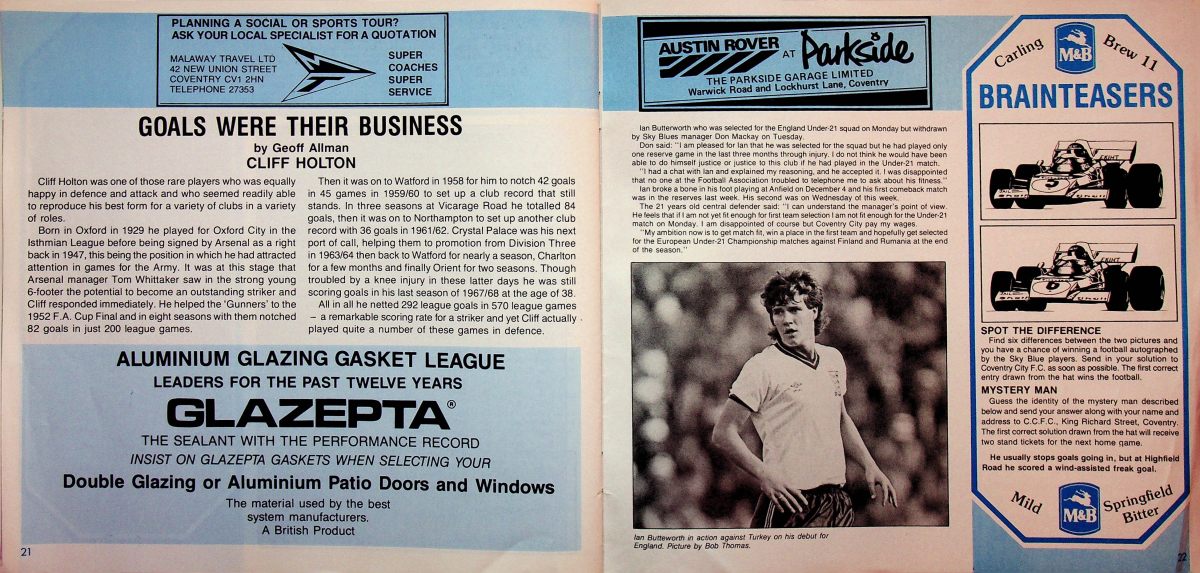 PLANNING A SOCIAL OR SPORTS TOUR?
ASK YOUR LOCAL SPECIALIST FOR A QUOTATION
MALAWAY TRAVEL LTD
42 NEW UNION STREET
COVENTRY CV1 2HN
TELEPHONE 27353
SUPER
COACHES
SUPER
SERVICE
GOALS WERE THEIR BUSINESS
by Geoff Allman
CLIFF HOLTON
Cliff Holton was one of those rare players who was equally
happy in defence and attack and who seemed readily able
to reproduce his best form for a variety of clubs in a variety
of roles.
Born in Oxford in 1929 he played for Oxford City in the
Isthmian League before being signed by Arsenal as a right
back in 1947, this being the position in which he had attracted
attention in games for the Army. It was at this stage that
Arsenal manager Tom Whittaker saw in the strong young
6-footer the potential to become an outstanding striker and
Cliff responded immediately. He helped the 'Gunners' to the
1952 F.A. Cup Final and in eight seasons with them notched
82 goals in just 200 league games.
Then it was on to Watford in 1958 for him to notch 42 goals
in 45 games in 1959/60 to set up a club record that still
stands. In three seasons at Vicarage Road he totalled 84
goals, then it was on to Northampton to set up another club
record with 36 goals in 1961/62. Crystal Palace was his next
port of call, helping them to promotion from Division Three
in 1963/64 then back to Watford for nearly a season, Charlton
for a few months and finally Orient for two seasons. Though
troubled by a knee injury in these latter days he was still
scoring goals in his last season of 1967/68 at the age of 38.
All in all he netted 292 league goals in 570 league games
– a remarkable scoring rate for a striker and yet Cliff actually
played quite a number of these games in defence.
ALUMINIUM GLAZING GASKET LEAGUE
LEADERS FOR THE PAST TWELVE YEARS
GLAZEPTA®
THE SEALANT WITH THE PERFORMANCE RECORD
INSIST ON GLAZEPTA GASKETS WHEN SELECTING YOUR
Double Glazing or Aluminium Patio Doors and Windows
The material used by the best
system manufacturers.
A British Product
21
AUSTIN ROVER AT Parkside
THE PARKSIDE GARAGE LIMITED
Warwick Road and Lockhurst Lane, Coventry
Ian Butterworth who was selected for the England Under-21 squad on Monday but withdrawn
by Sky Blues manager Don Mackay on Tuesday.
Don said: "I am pleased for Ian that he was selected for the squad but he had played only
one reserve game in the last three months through injury. I do not think he would have been
able to do himself justice or justice to this club if he had played in the Under-21 match.
"I had a chat with Ian and explained my reasoning, and he accepted it. I was disappointed
that no one at the Football Association troubled to telephone me to ask about his fitness."
Ian broke a bone in his foot playing at Anfield on December 4 and his first comeback match
was in the reserves last week. His second was on Wednesday of this week.
The 21 years old central defender said: "I can understand the manager's point of view.
He feels that if I am not yet fit enough for first team selection I am not fit enough for the Under-21
match on Monday. I am disappointed of course but Coventry City pay my wages.
"My ambition now is to get match fit, win a place in the first team and hopefully get selected
for the European Under-21 Championship matches against Finland and Rumania at the end
of the season."
Ian Butteworth in action against Turkey on his debut for
England. Picture by Bob Thomas.
Carling
M&B
Brew 11
BRAINTEASERS
SPOT THE DIFFERENCE
Find six differences between the two pictures and
you have a chance of winning a football autographed
by the Sky Blue players. Send in your solution to
Coventry City F.C. as soon as possible. The first correct
entry drawn from the hat wins the football.
MYSTERY MAN
Guess the identity of the mystery man described
below and send your answer along with your name and
address to C.C.F.C., King Richard Street, Coventry.
The first correct solution drawn from the hat will receive
two stand tickets for the next home game.
He usually stops goals going in, but at Highfield
Road he scored a wind-assisted freak goal.
Mild
M&B
Springfield
Bitter
22